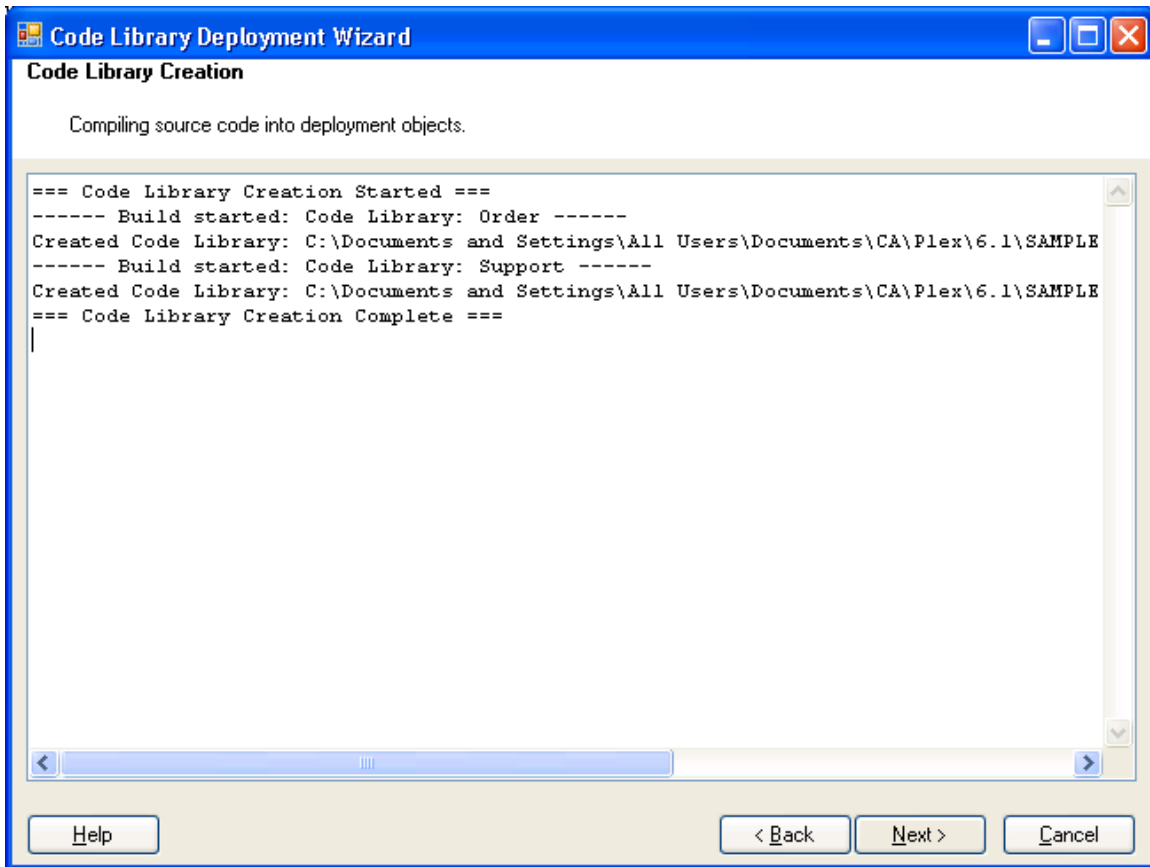 Code Library Deployment Wizard
Code Library Creation
Compiling source code into deployment objects.
=== Code Library Creation Started ===
------ Build started: Code Library: Order ------
Created Code Library: C:\Documents and Settings\All Users\Documents\CA\Plex\6.1\SAMPLE
------ Build started: Code Library: Support ------
Created Code Library: C:\Documents and Settings\All Users\Documents\CA\Plex\6.1\SAMPLE
=== Code Library Creation Complete ===
Help
< Back
Next >
Cancel